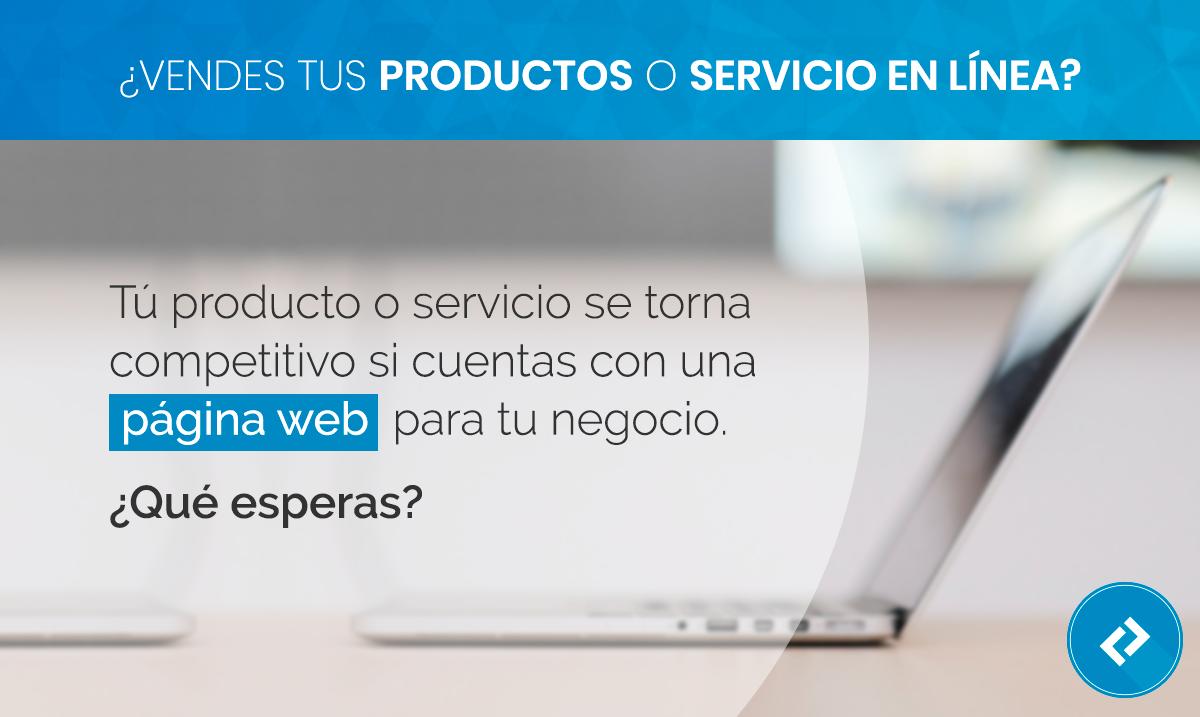 ¿VENDES TUS PRODUCTOS O SERVICIO EN LÍNEA?
Tú producto o servicio se torna
competitivo si cuentas con una
página web para tu negocio.
¿Qué esperas?